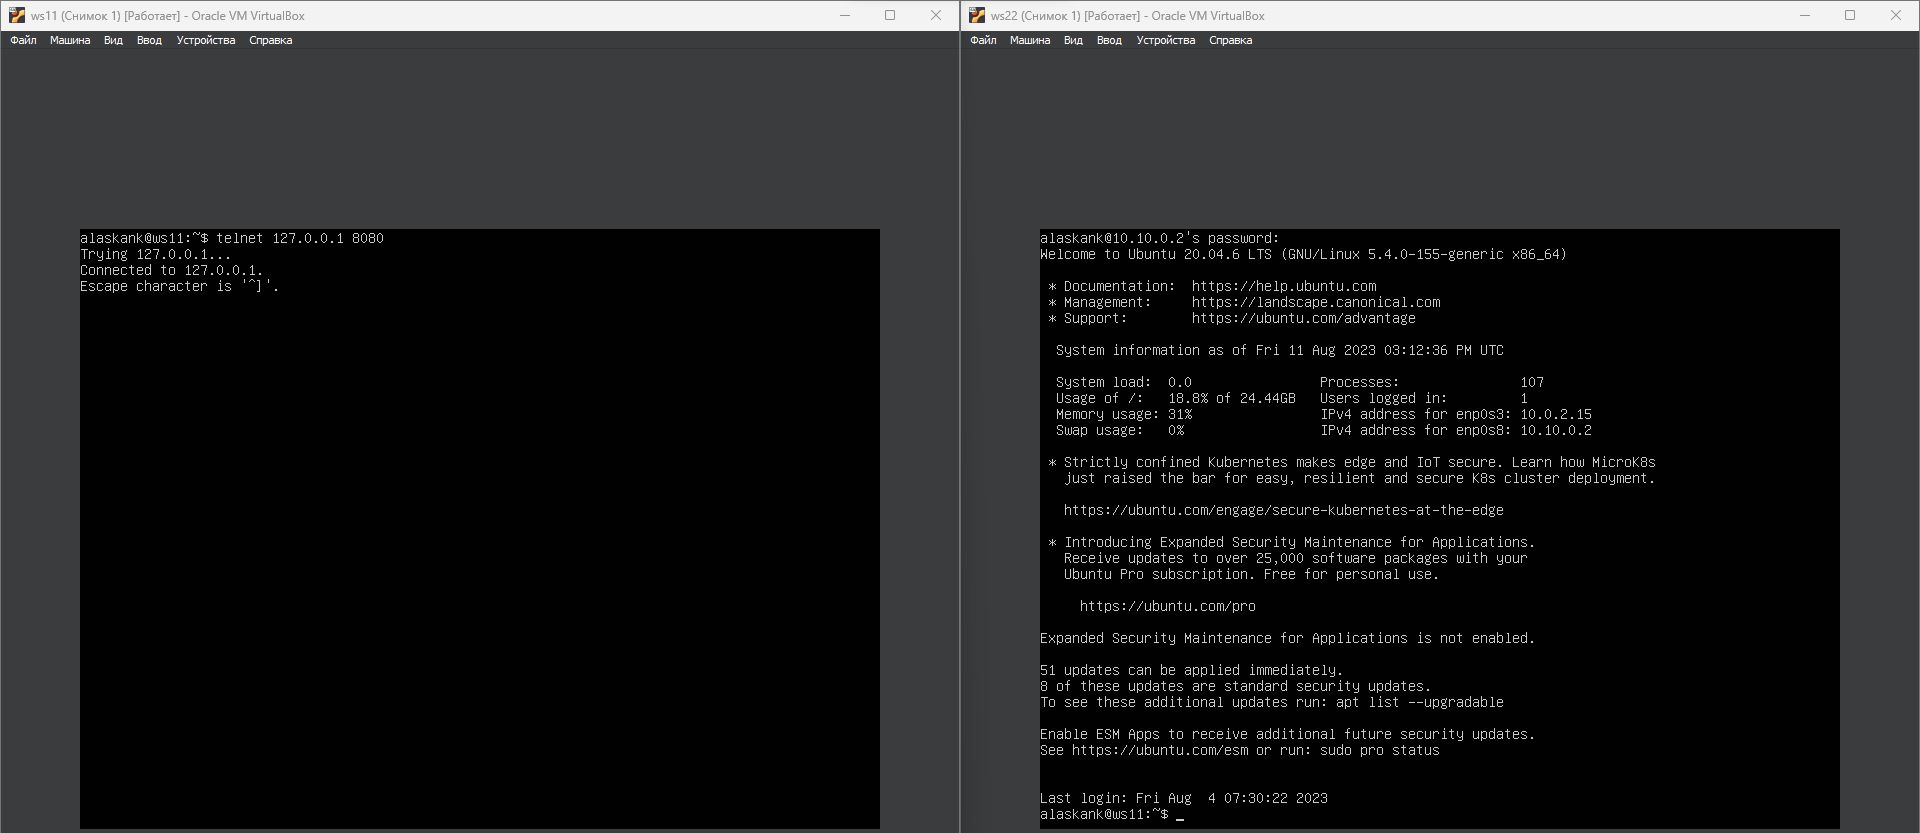 ws11 (Снимок 1) [Работает] - Oracle VM VirtualBox
Файл Машина Вид Ввод Устройства Справка
alaskank@ws11:~$ telnet 127.0.0.1 8080
Trying 127.0.0.1...
Connected to 127.0.0.1.
Escape character is '^]'.
ws22 (Снимок 1) [Работает] - Oracle VM VirtualBox
Файл Машина Вид Ввод Устройства Справка
alaskank@10.10.0.2's password:
Welcome to Ubuntu 20.04.6 LTS (GNU/Linux 5.4.0-155-generic x86_64)
* Documentation: https://help.ubuntu.com
* Management: https://landscape.canonical.com
* Support: https://ubuntu.com/advantage
System information as of Fri 11 Aug 2023 03:12:36 PM UTC
System load: 0.0 Processes: 107
Usage of /: 18.8% of 24.44GB Users logged in: 1
Memory usage: 31% IPv4 address for enp0s3: 10.0.2.15
Swap usage: 0% IPv4 address for enp0s8: 10.10.0.2
* Strictly confined Kubernetes makes edge and IoT secure. Learn how MicroK8s
just raised the bar for easy, resilient and secure K8s cluster deployment.
https://ubuntu.com/engage/secure-kubernetes-at-the-edge
* Introducing Expanded Security Maintenance for Applications.
Receive updates to over 25,000 software packages with your
Ubuntu Pro subscription. Free for personal use.
https://ubuntu.com/pro
Expanded Security Maintenance for Applications is not enabled.
51 updates can be applied immediately.
8 of these updates are standard security updates.
To see these additional updates run: apt list --upgradable
Enable ESM Apps to receive additional future security updates.
See https://ubuntu.com/esm or run: sudo pro status
Last login: Fri Aug 4 07:30:22 2023
alaskank@ws11:~$ _